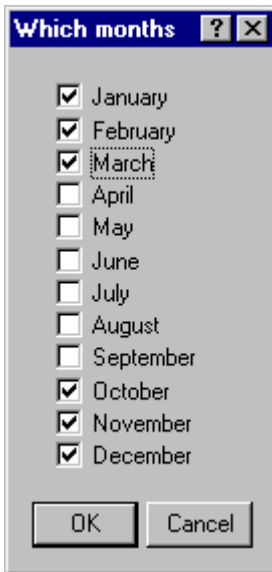 Which months ? X
January
February
March
April
May
June
July
August
September
October
November
December
OK Cancel